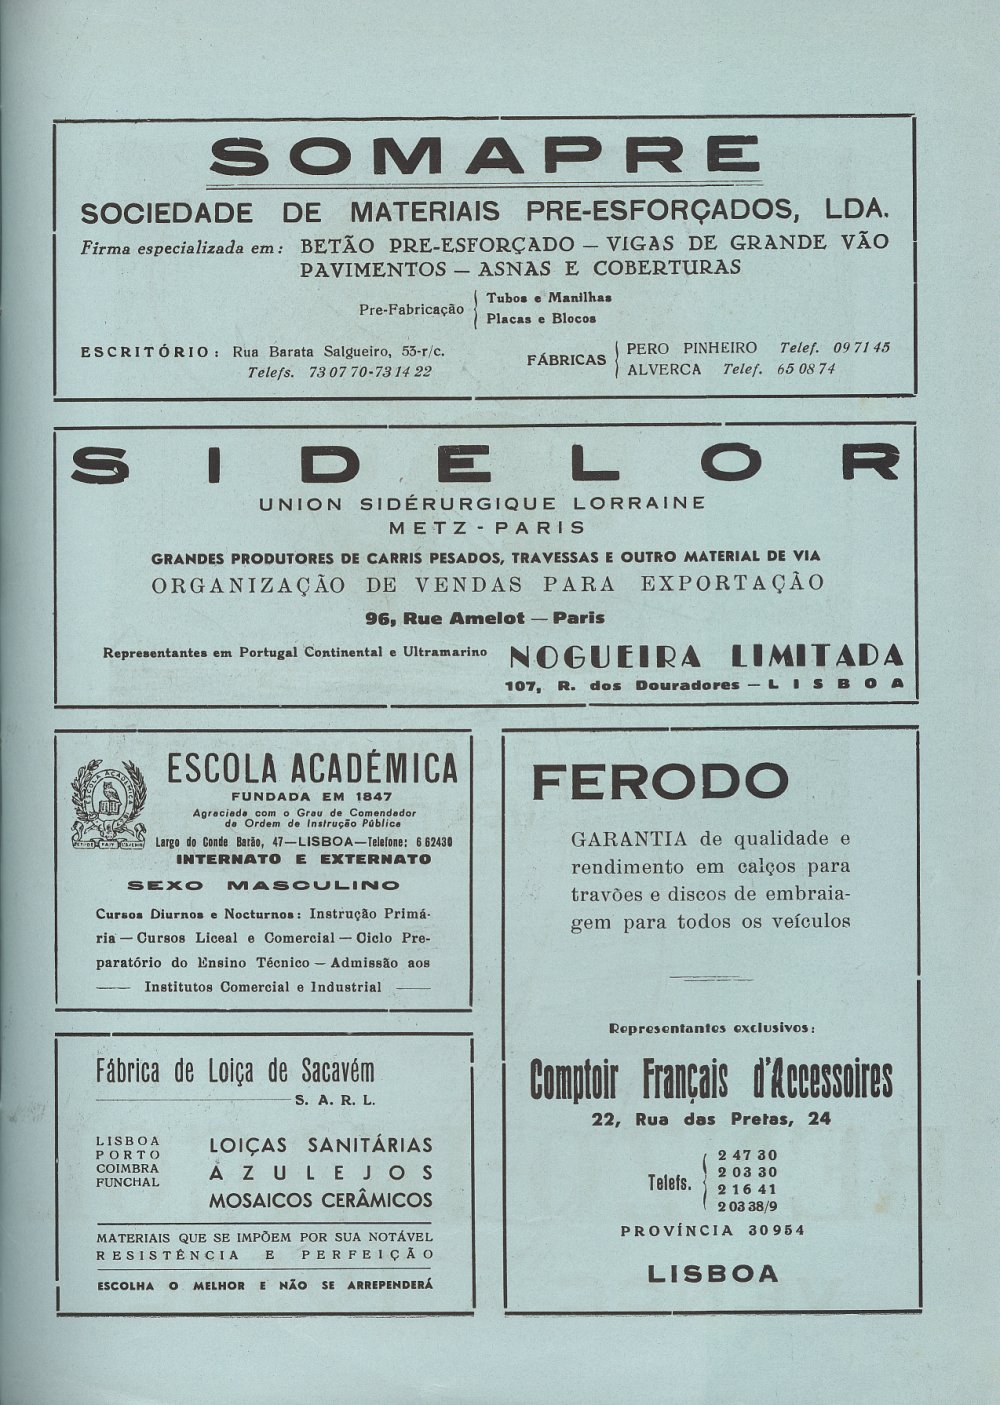 SOMAPRE
SOCIEDADE DE MATERIAIS PRE-ESFORÇADOS, LDA.
Firma especializada em: BETÃO PRE-ESFORÇADO — VIGAS DE GRANDE VÃO
PAVIMENTOS — ASNAS E COBERTURAS
Pre-Fabricação
Tubos e Manilhas
Placas e Blocos
ESCRITÓRIO: Rua Barata Salgueiro, 53-r/c.
Telefs. 73 07 70-73 14 22
FÁBRICAS
PERO PINHEIRO Telef. 09 71 45
ALVERCA Telef. 65 08 74
SIDELOR
UNION SIDÉRURGIQUE LORRAINE
METZ - PARIS
GRANDES PRODUTORES DE CARRIS PESADOS, TRAVESSAS E OUTRO MATERIAL DE VIA
ORGANIZAÇÃO DE VENDAS PARA EXPORTAÇÃO
96, Rue Amelot — Paris
Representantes em Portugal Continental e Ultramarino NOGUEIRA LIMITADA
107, R. dos Douradores — LISBOA
ESCOLA ACADÉMICA
FUNDADA EM 1847
Agraciada com o Grau de Comendador
da Ordem de Instrução Pública
Largo do Conde Barão, 47—LISBOA—Telefone: 6 62430
INTERNATO E EXTERNATO
SEXO MASCULINO
Cursos Diurnos e Nocturnos: Instrução Primá-
ria — Cursos Liceal e Comercial — Ciclo Pre-
paratório do Ensino Técnico — Admissão aos
Institutos Comercial e Industrial
Fábrica de Loiça de Sacavém
S. A. R. L.
LISBOA
PORTO
COIMBRA
FUNCHAL
LOIÇAS SANITÁRIAS
AZULEJOS
MOSAICOS CERÂMICOS
MATERIAIS QUE SE IMPÕEM POR SUA NOTÁVEL
RESISTÊNCIA E PERFEIÇÃO
ESCOLHA O MELHOR E NÃO SE ARREPENDERÁ
FERODO
GARANTIA de qualidade e
rendimento em calços para
travões e discos de embraia-
gem para todos os veículos
Representantes exclusivos:
Comptoir Français d'Accessoires
22, Rua das Pretas, 24
Telefs.
2 47 30
2 03 30
2 16 41
2 03 38/9
PROVÍNCIA 30954
LISBOA